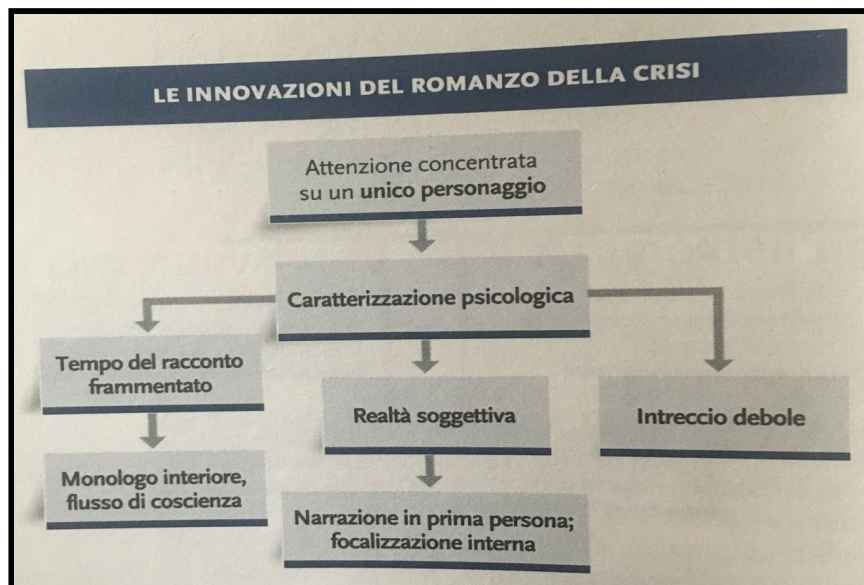 LE INNOVAZIONI DEL ROMANZO DELLA CRISI
Attenzione concentrata
su un unico personaggio
Caratterizzazione psicologica
Tempo del racconto
frammentato
Monologo interiore,
flusso di coscienza
Realtà soggettiva
Narrazione in prima persona;
focalizzazione interna
Intreccio debole